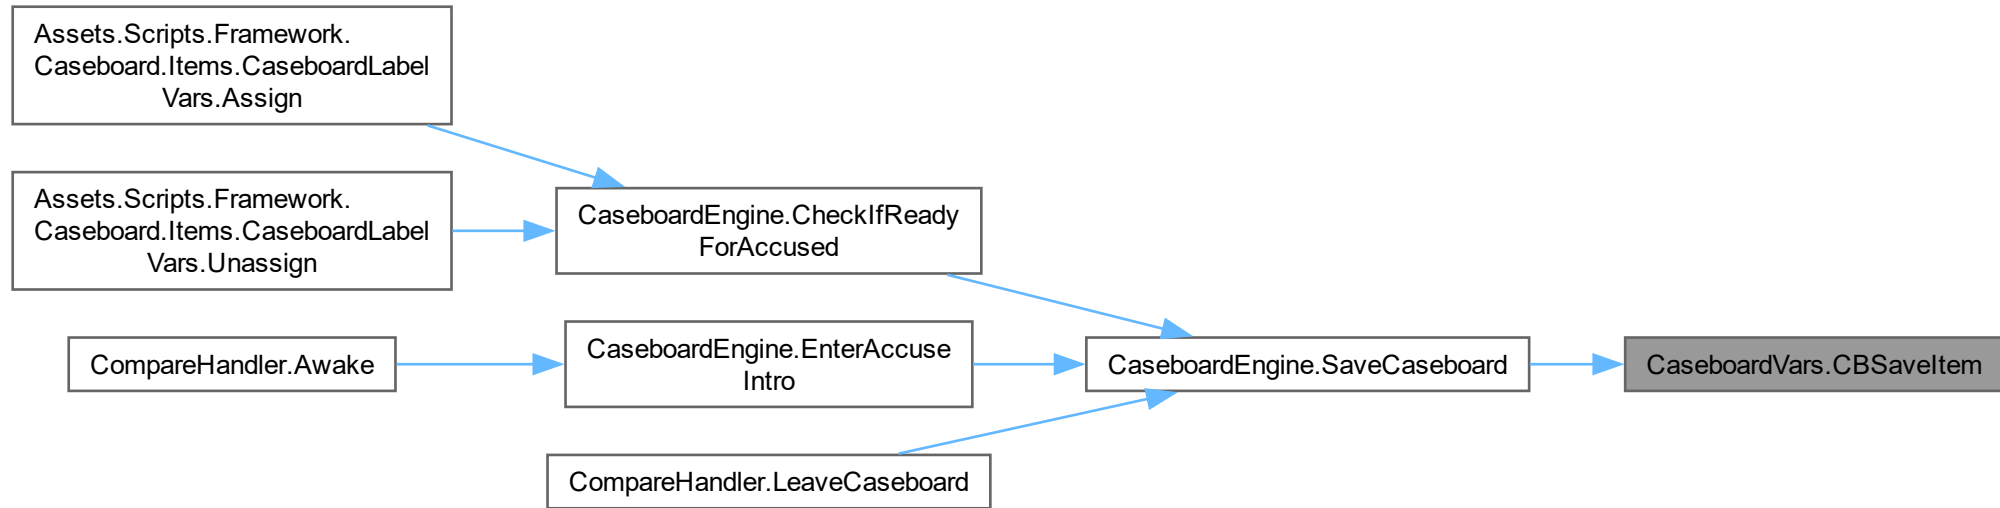 Assets.Scripts.Framework.
Caseboard.Items.CaseboardLabel
Vars.Assign
Assets.Scripts.Framework.
Caseboard.Items.CaseboardLabel
Vars.Unassign
CaseboardEngine.CheckIfReady
ForAccused
CompareHandler.Awake
CaseboardEngine.EnterAccuse
Intro
CaseboardEngine.SaveCaseboard
CaseboardVars.CBSaveItem
CompareHandler.LeaveCaseboard